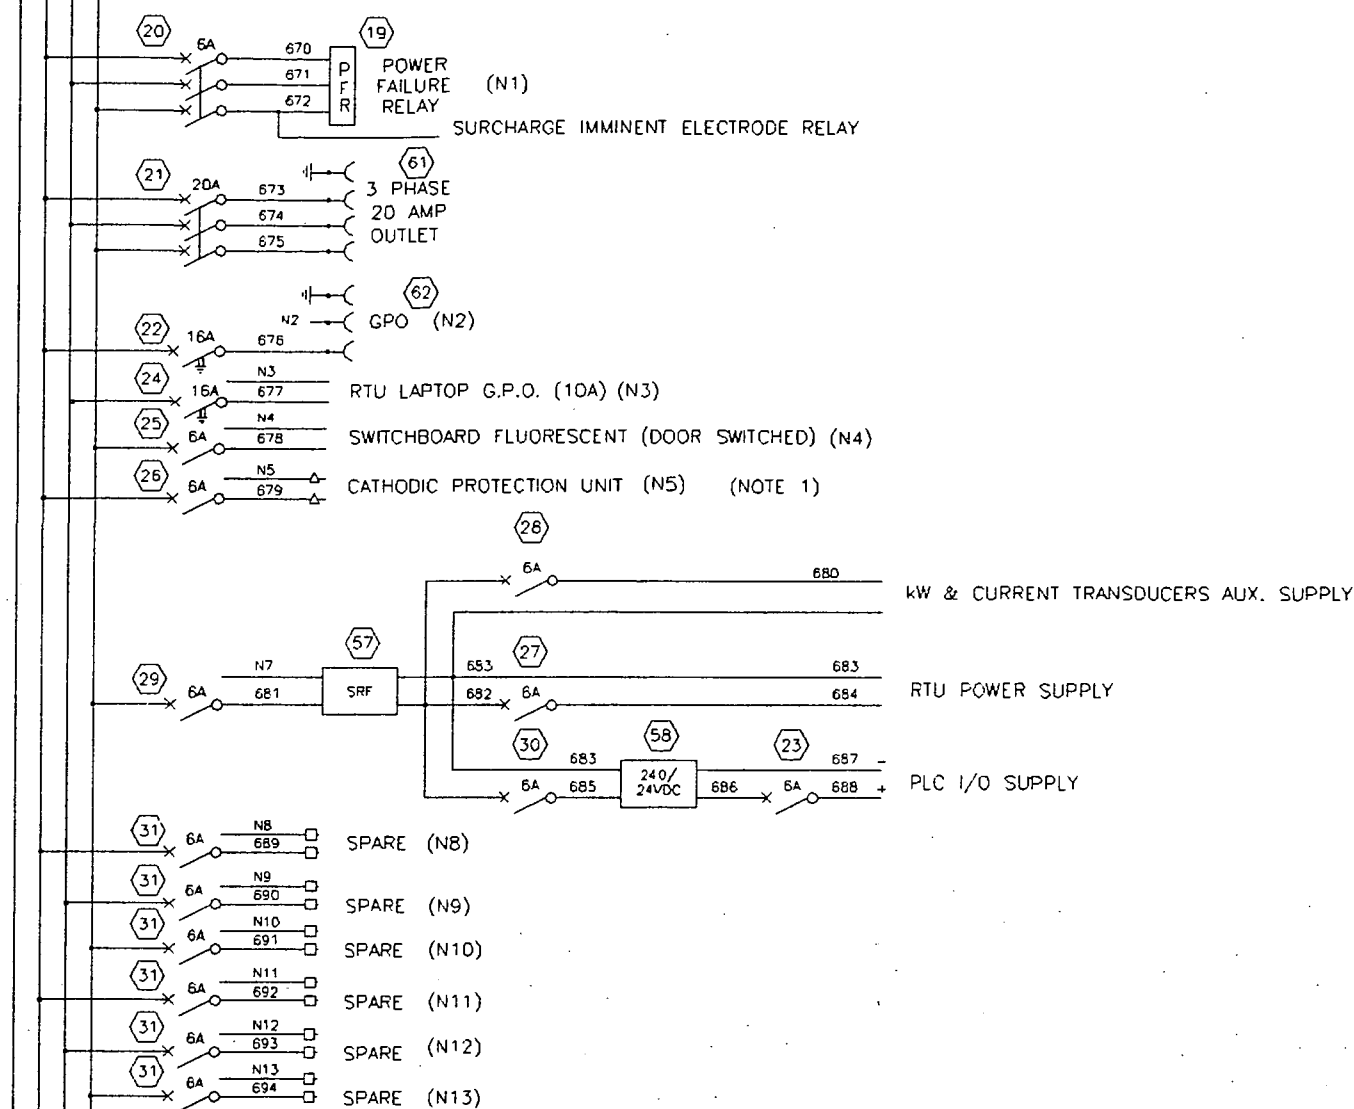 20
6A
670
19
671
672
PFR
POWER
FAILURE (N1)
RELAY
SURCHARGE IMMINENT ELECTRODE RELAY
21
20A
673
674
675
61
3 PHASE
20 AMP
OUTLET
62
N2
GPO (N2)
22
16A
676
24
16A
N3
677
RTU LAPTOP G.P.O. (10A) (N3)
25
6A
N4
678
SWITCHBOARD FLUORESCENT (DOOR SWITCHED) (N4)
26
6A
N5
679
CATHODIC PROTECTION UNIT (N5) (NOTE 1)
28
6A
680
kW & CURRENT TRANSDUCERS AUX. SUPPLY
29
6A
N7
681
57
SRF
653
682
27
6A
683
684
RTU POWER SUPPLY
30
6A
683
685
58
240/
24VDC
686
23
6A
687 -
688 +
PLC I/O SUPPLY
31
6A
N8
689
SPARE (N8)
31
6A
N9
690
SPARE (N9)
31
6A
N10
691
SPARE (N10)
31
6A
N11
692
SPARE (N11)
31
6A
N12
693
SPARE (N12)
31
6A
N13
694
SPARE (N13)